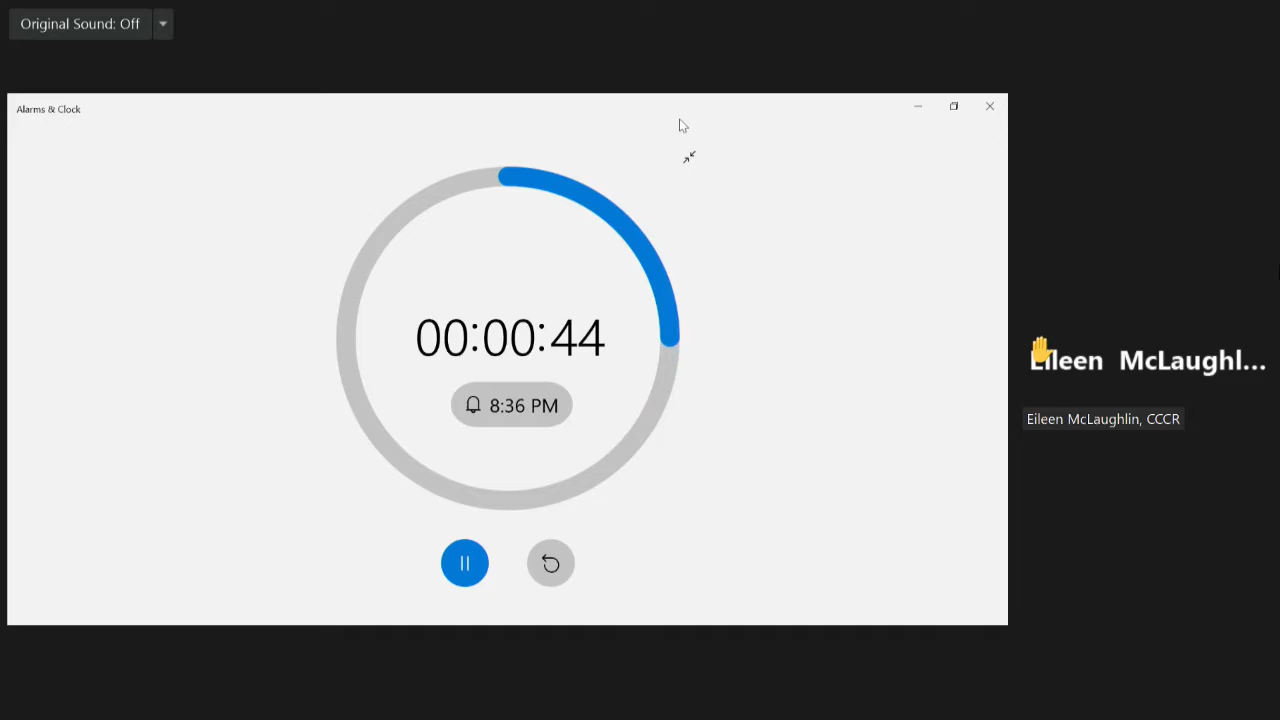 Original Sound: Off
Alarms & Clock
00:00:44
8:36 PM
Eileen McLaughl...
Eileen McLaughlin, CCCR